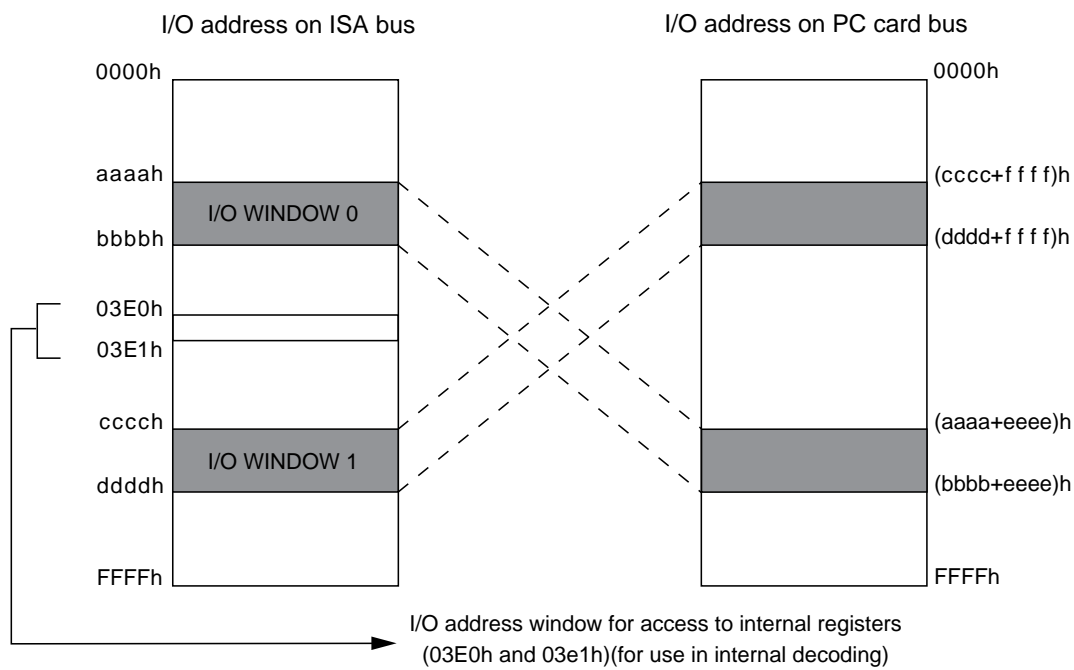 I/O address on ISA bus
I/O address on PC card bus
0000h
0000h
aaaah
(cccc+ffff)h
I/O WINDOW 0
bbbbh
(dddd+ffff)h
03E0h
03E1h
cccch
(aaaa+eeee)h
I/O WINDOW 1
ddddh
(bbbb+eeee)h
FFFFh
FFFFh
I/O address window for access to internal registers
(03E0h and 03e1h)(for use in internal decoding)